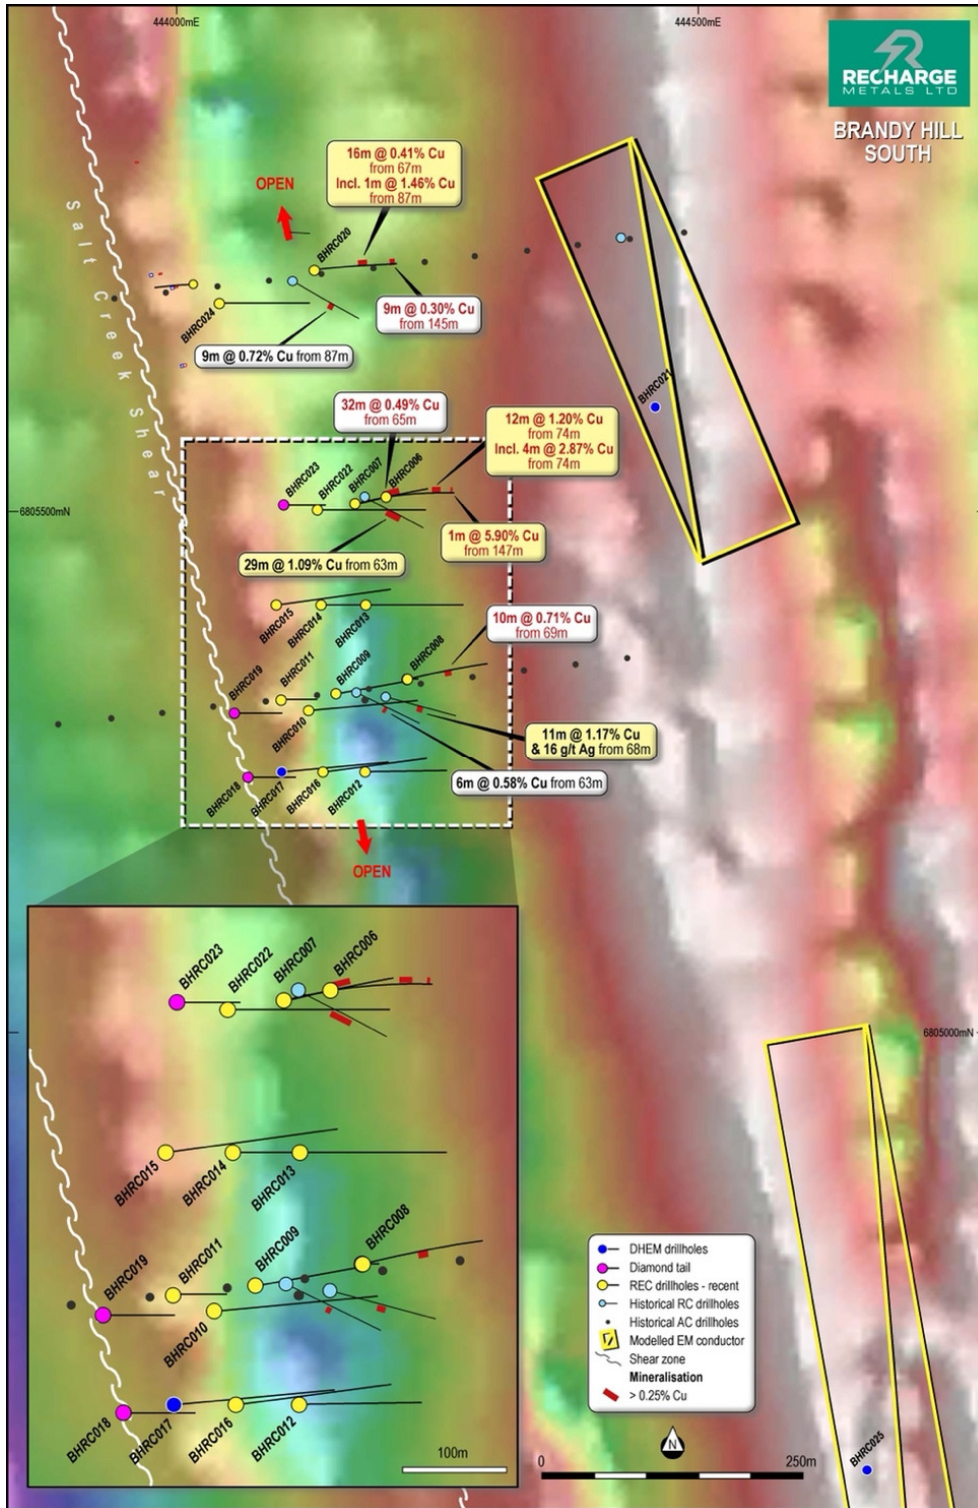 444000mE
444500mE
RECHARGE
METALS LTD
BRANDY HILL
SOUTH
16m @ 0.41% Cu
from 67m
Incl. 1m @ 1.46% Cu
from 87m
OPEN
BHRC020
Salt Creek Shear
BHRC024
9m @ 0.30% Cu
from 145m
9m @ 0.72% Cu from 87m
BHRC021
32m @ 0.49% Cu
from 65m
12m @ 1.20% Cu
from 74m
Incl. 4m @ 2.87% Cu
from 74m
BHRC023
BHRC022
BHRC007
BHRC006
6805500mN
1m @ 5.90% Cu
from 147m
29m @ 1.09% Cu from 63m
BHRC015
BHRC014
BHRC013
10m @ 0.71% Cu
from 69m
BHRC019
BHRC011
BHRC009
BHRC008
BHRC010
11m @ 1.17% Cu
& 16 g/t Ag from 68m
6m @ 0.58% Cu from 63m
BHRC018
BHRC017
BHRC016
BHRC012
OPEN
BHRC023
BHRC022
BHRC007
BHRC006
6805000mN
BHRC015
BHRC014
BHRC013
BHRC019
BHRC011
BHRC009
BHRC008
BHRC010
BHRC018
BHRC017
BHRC016
BHRC012
100m
DHEM drillholes
Diamond tail
REC drillholes - recent
Historical RC drillholes
Historical AC drillholes
Modelled EM conductor
Shear zone
Mineralisation
> 0.25% Cu
N
0
250m
BHRC025